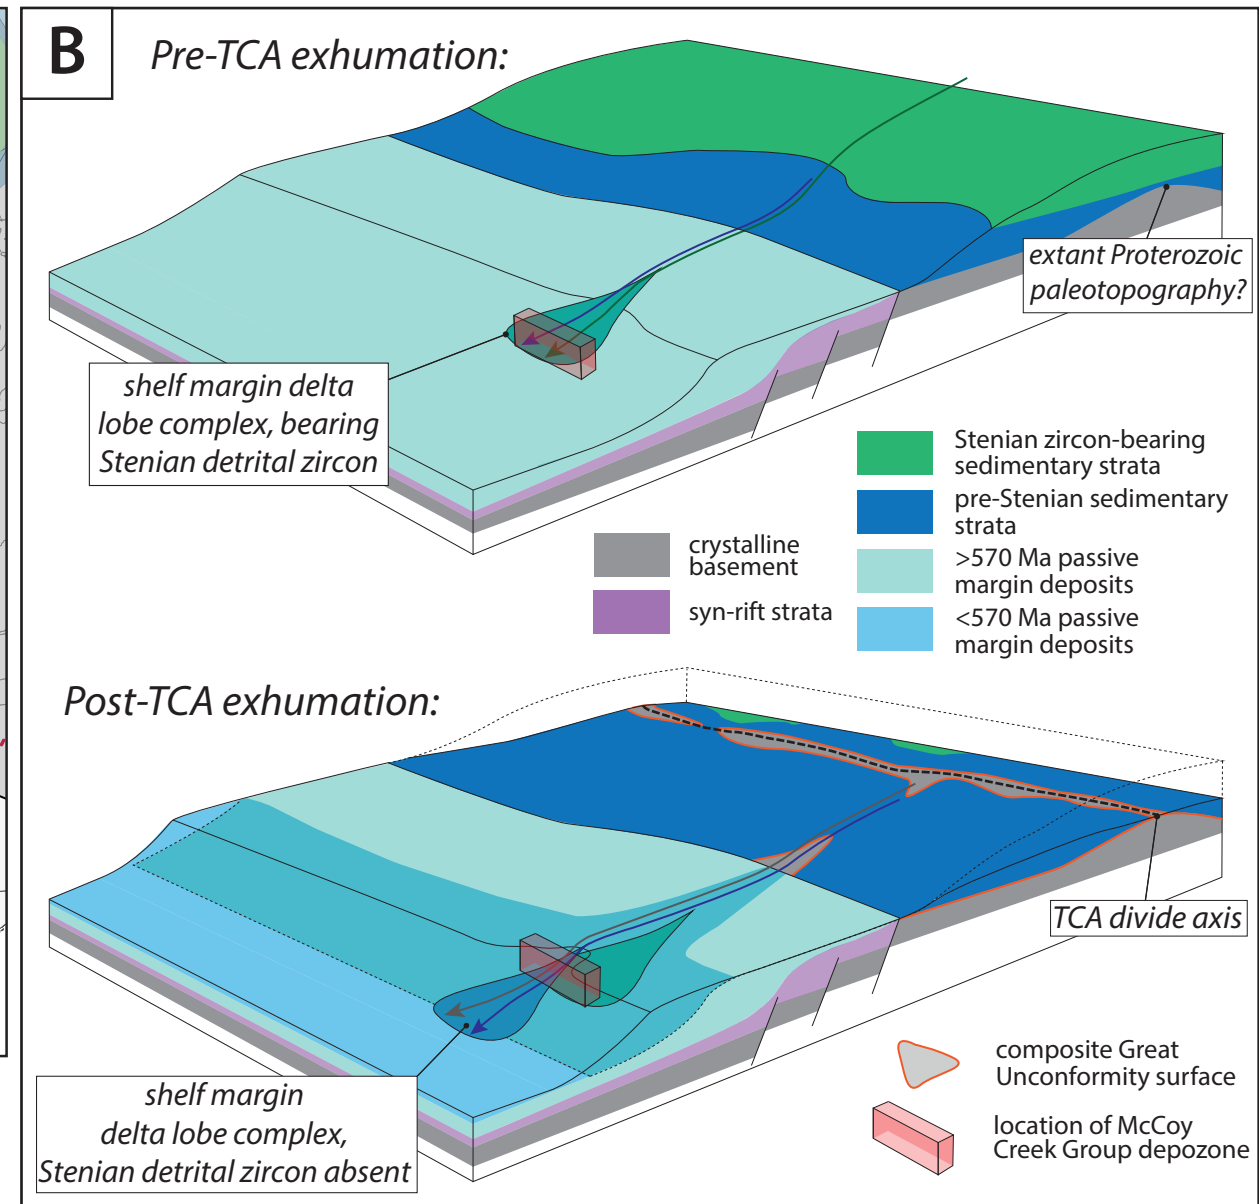 B
Pre-TCA exhumation:
extant Proterozoic
paleotopography?
shelf margin delta
lobe complex, bearing
Stenian detrital zircon
Stenian zircon-bearing
sedimentary strata
pre-Stenian sedimentary
strata
crystalline
basement
>570 Ma passive
margin deposits
syn-rift strata
<570 Ma passive
margin deposits
Post-TCA exhumation:
TCA divide axis
shelf margin
delta lobe complex,
Stenian detrital zircon absent
composite Great
Unconformity surface
location of McCoy
Creek Group depozone